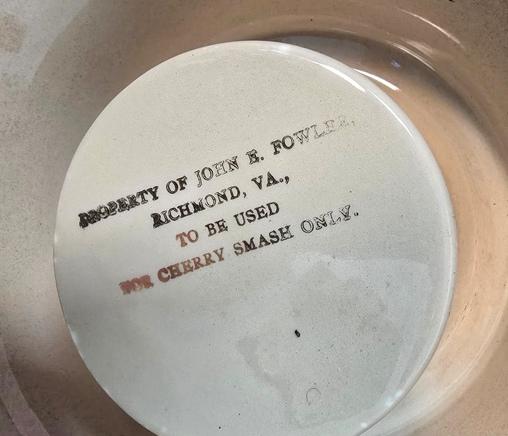 PROPERTY OF JOHN E. FOWLER,
RICHMOND, VA.,
TO BE USED
FOR CHERRY SMASH ONLY.